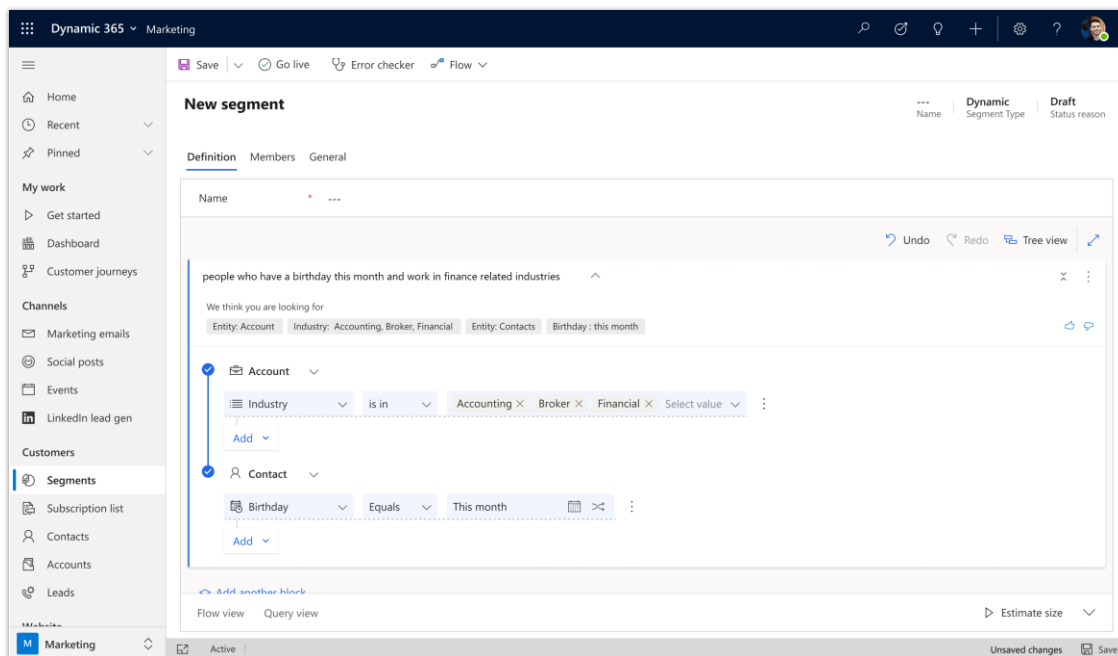 Dynamic 365 Marketing
Save Go live Error checker Flow
Home
Recent
Pinned
My work
Get started
Dashboard
Customer journeys
Channels
Marketing emails
Social posts
Events
in LinkedIn lead gen
Customers
Segments
Subscription list
Contacts
Accounts
Leads
Website
M Marketing
New segment
--- Dynamic Draft
Name Segment Type Status reason
Definition Members General
Name * ---
Undo Redo Tree view
people who have a birthday this month and work in finance related industries
We think you are looking for
Entity: Account Industry: Accounting, Broker, Financial Entity: Contacts Birthday : this month
Account
Industry is in Accounting Broker Financial Select value
Add
Contact
Birthday Equals This month
Add
Add another block
Flow view Query view Estimate size
Active Unsaved changes Save